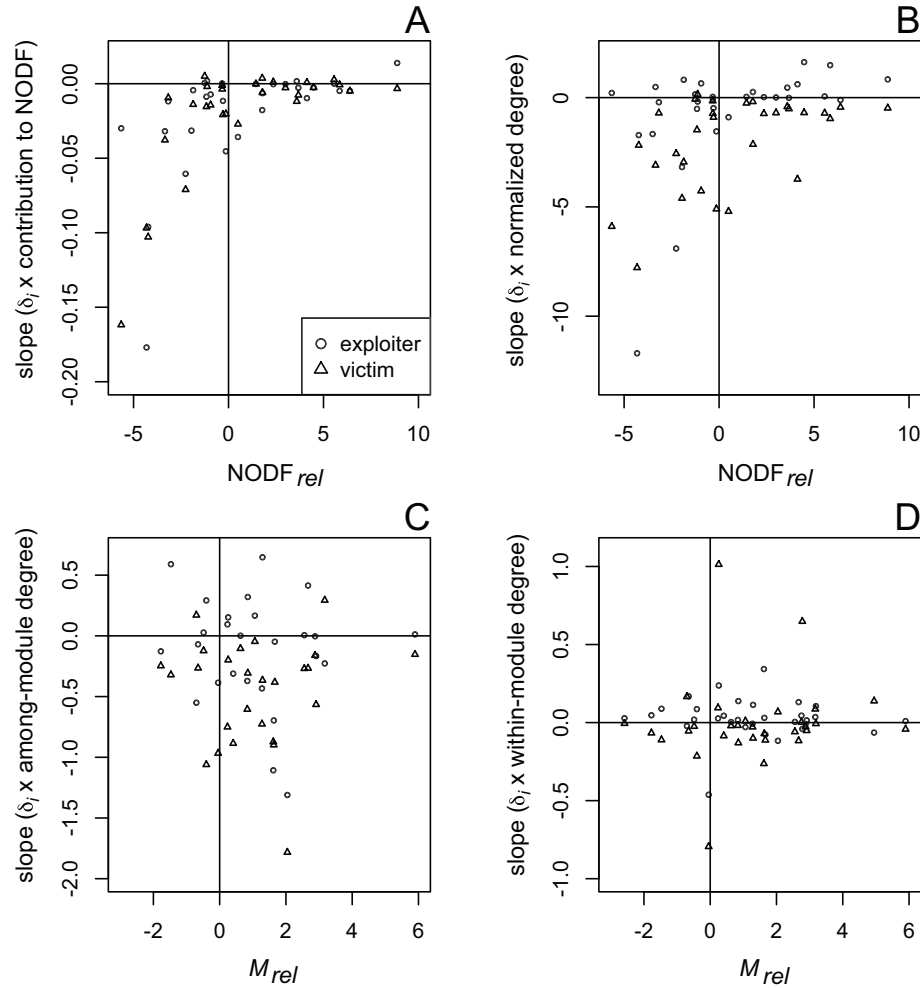 A
slope (δi x contribution to NODF)
0.00
-0.05
-0.10
-0.15
-0.20
exploiter
victim
-5 0 5 10
NODFrel
B
slope (δi x normalized degree)
0
-5
-10
-5 0 5 10
NODFrel
C
slope (δi x among-module degree)
0.5
0.0
-0.5
-1.0
-1.5
-2.0
-2 0 2 4 6
Mrel
D
slope (δi x within-module degree)
1.0
0.5
0.0
-0.5
-1.0
-2 0 2 4 6
Mrel